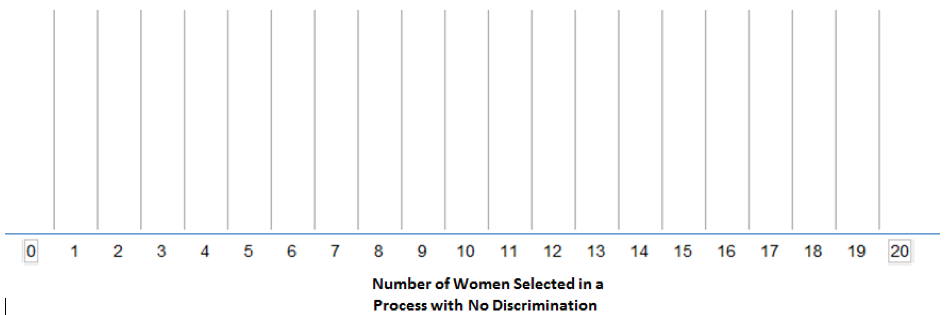 0 1 2 3 4 5 6 7 8 9 10 11 12 13 14 15 16 17 18 19 20
Number of Women Selected in a
Process with No Discrimination